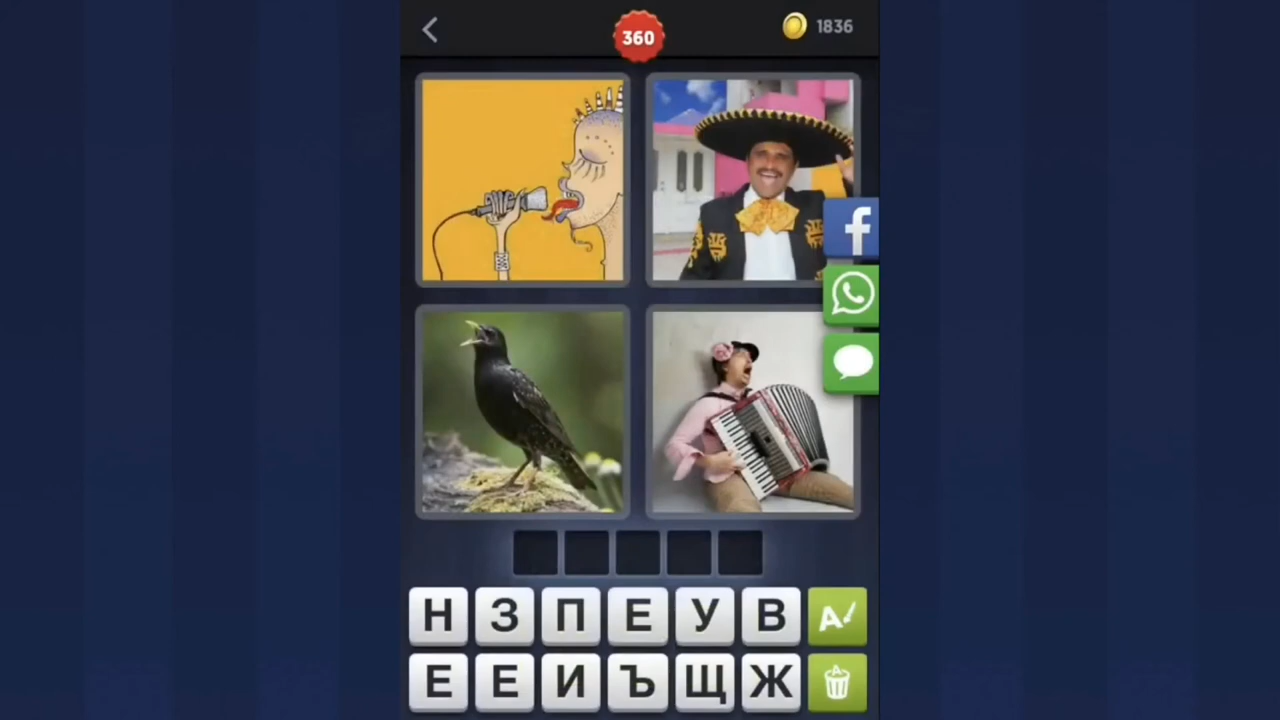 360
1836
Н З П Е У В А
Е Е И Ъ Щ Ж